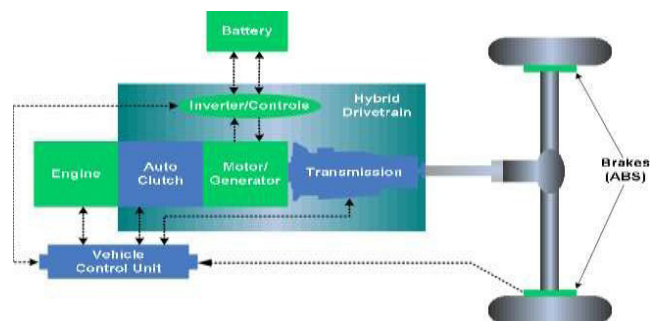 Battery
Inverter/Controls
Hybrid
Drivetrain
Engine
Auto
Clutch
Motor/
Generator
Transmission
Brakes
(ABS)
Vehicle
Control Unit